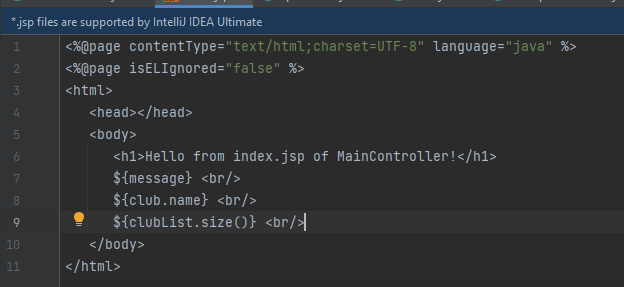 *.jsp files are supported by IntelliJ IDEA Ultimate
1 <%@page contentType="text/html;charset=UTF-8" language="java" %>
2 <%@page isELIgnored="false" %>
3 <html>
4 <head></head>
5 <body>
6 <h1>Hello from index.jsp of MainController!</h1>
7 ${message} <br/>
8 ${club.name} <br/>
9 ${clubList.size()} <br/>
10 </body>
11 </html>